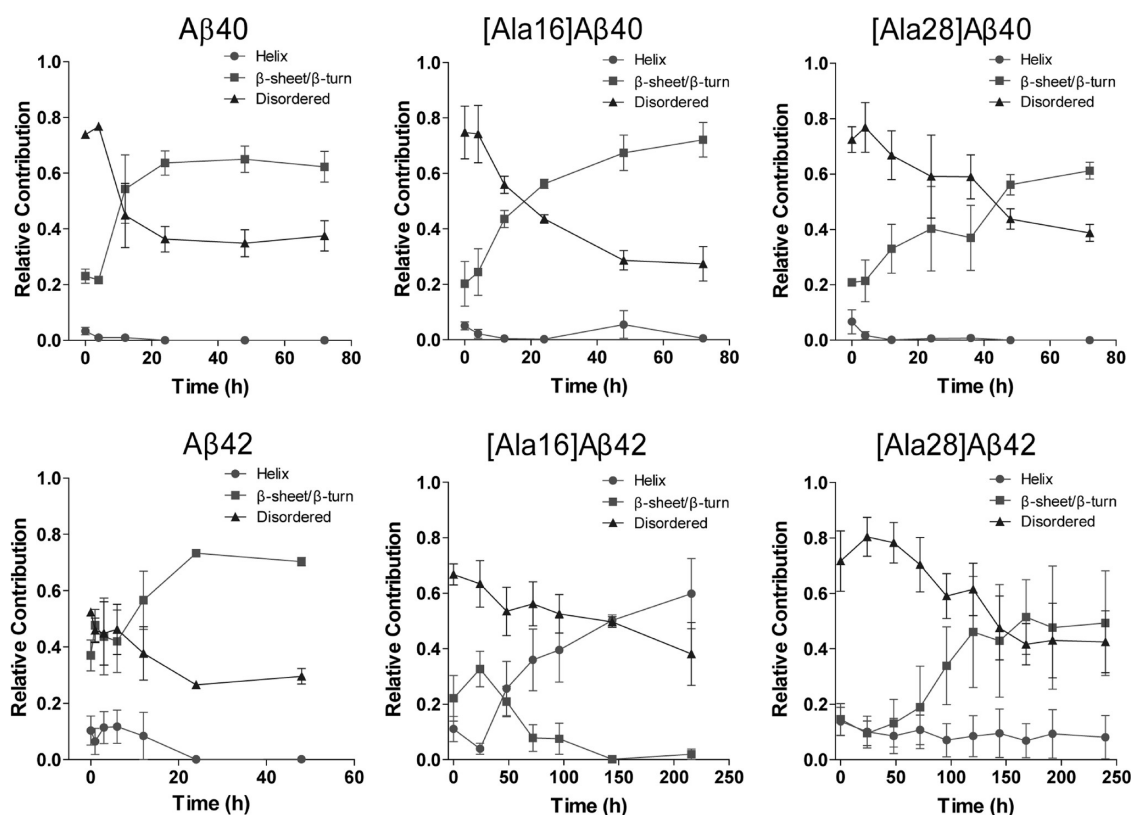 Aβ40
Helix
β-sheet/β-turn
Disordered
Relative Contribution
1.0
0.8
0.6
0.4
0.2
0.0
0 20 40 60 80
Time (h)
[Ala16]Aβ40
Helix
β-sheet/β-turn
Disordered
Relative Contribution
1.0
0.8
0.6
0.4
0.2
0.0
0 20 40 60 80
Time (h)
[Ala28]Aβ40
Helix
β-sheet/β-turn
Disordered
Relative Contribution
1.0
0.8
0.6
0.4
0.2
0.0
0 20 40 60 80
Time (h)
Aβ42
Helix
β-sheet/β-turn
Disordered
Relative Contribution
1.0
0.8
0.6
0.4
0.2
0.0
0 20 40 60
Time (h)
[Ala16]Aβ42
Helix
β-sheet/β-turn
Disordered
Relative Contribution
1.0
0.8
0.6
0.4
0.2
0.0
0 50 100 150 200 250
Time (h)
[Ala28]Aβ42
Helix
β-sheet/β-turn
Disordered
Relative Contribution
1.0
0.8
0.6
0.4
0.2
0.0
0 50 100 150 200 250
Time (h)